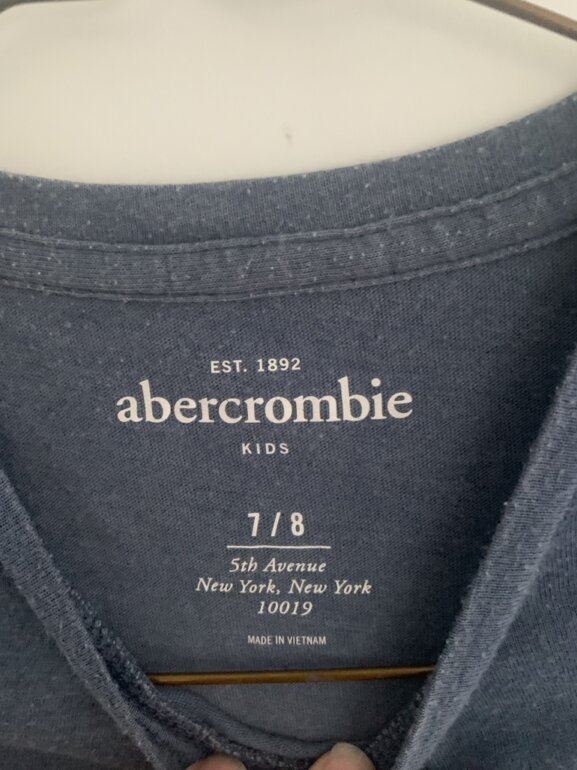 EST. 1892
abercrombie
KIDS
7/8
5th Avenue
New York, New York
10019
MADE IN VIETNAM